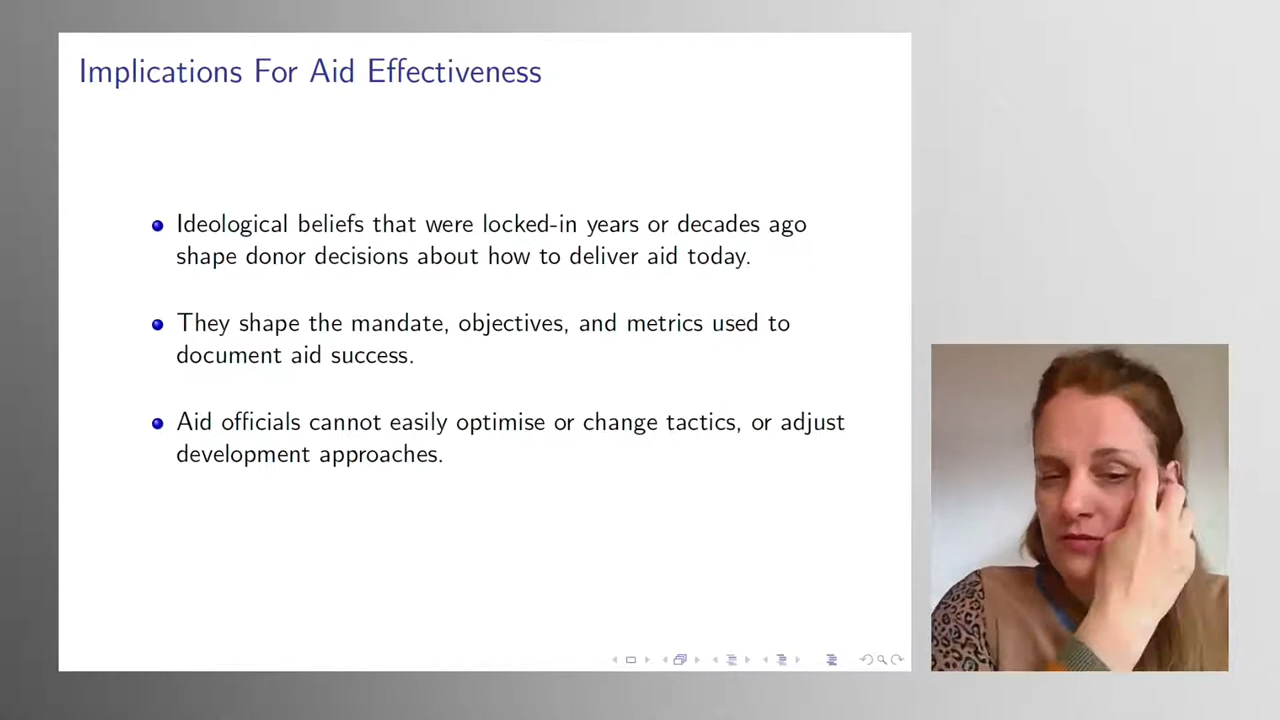 Implications For Aid Effectiveness
Ideological beliefs that were locked-in years or decades ago
shape donor decisions about how to deliver aid today.
They shape the mandate, objectives, and metrics used to
document aid success.
Aid officials cannot easily optimise or change tactics, or adjust
development approaches.